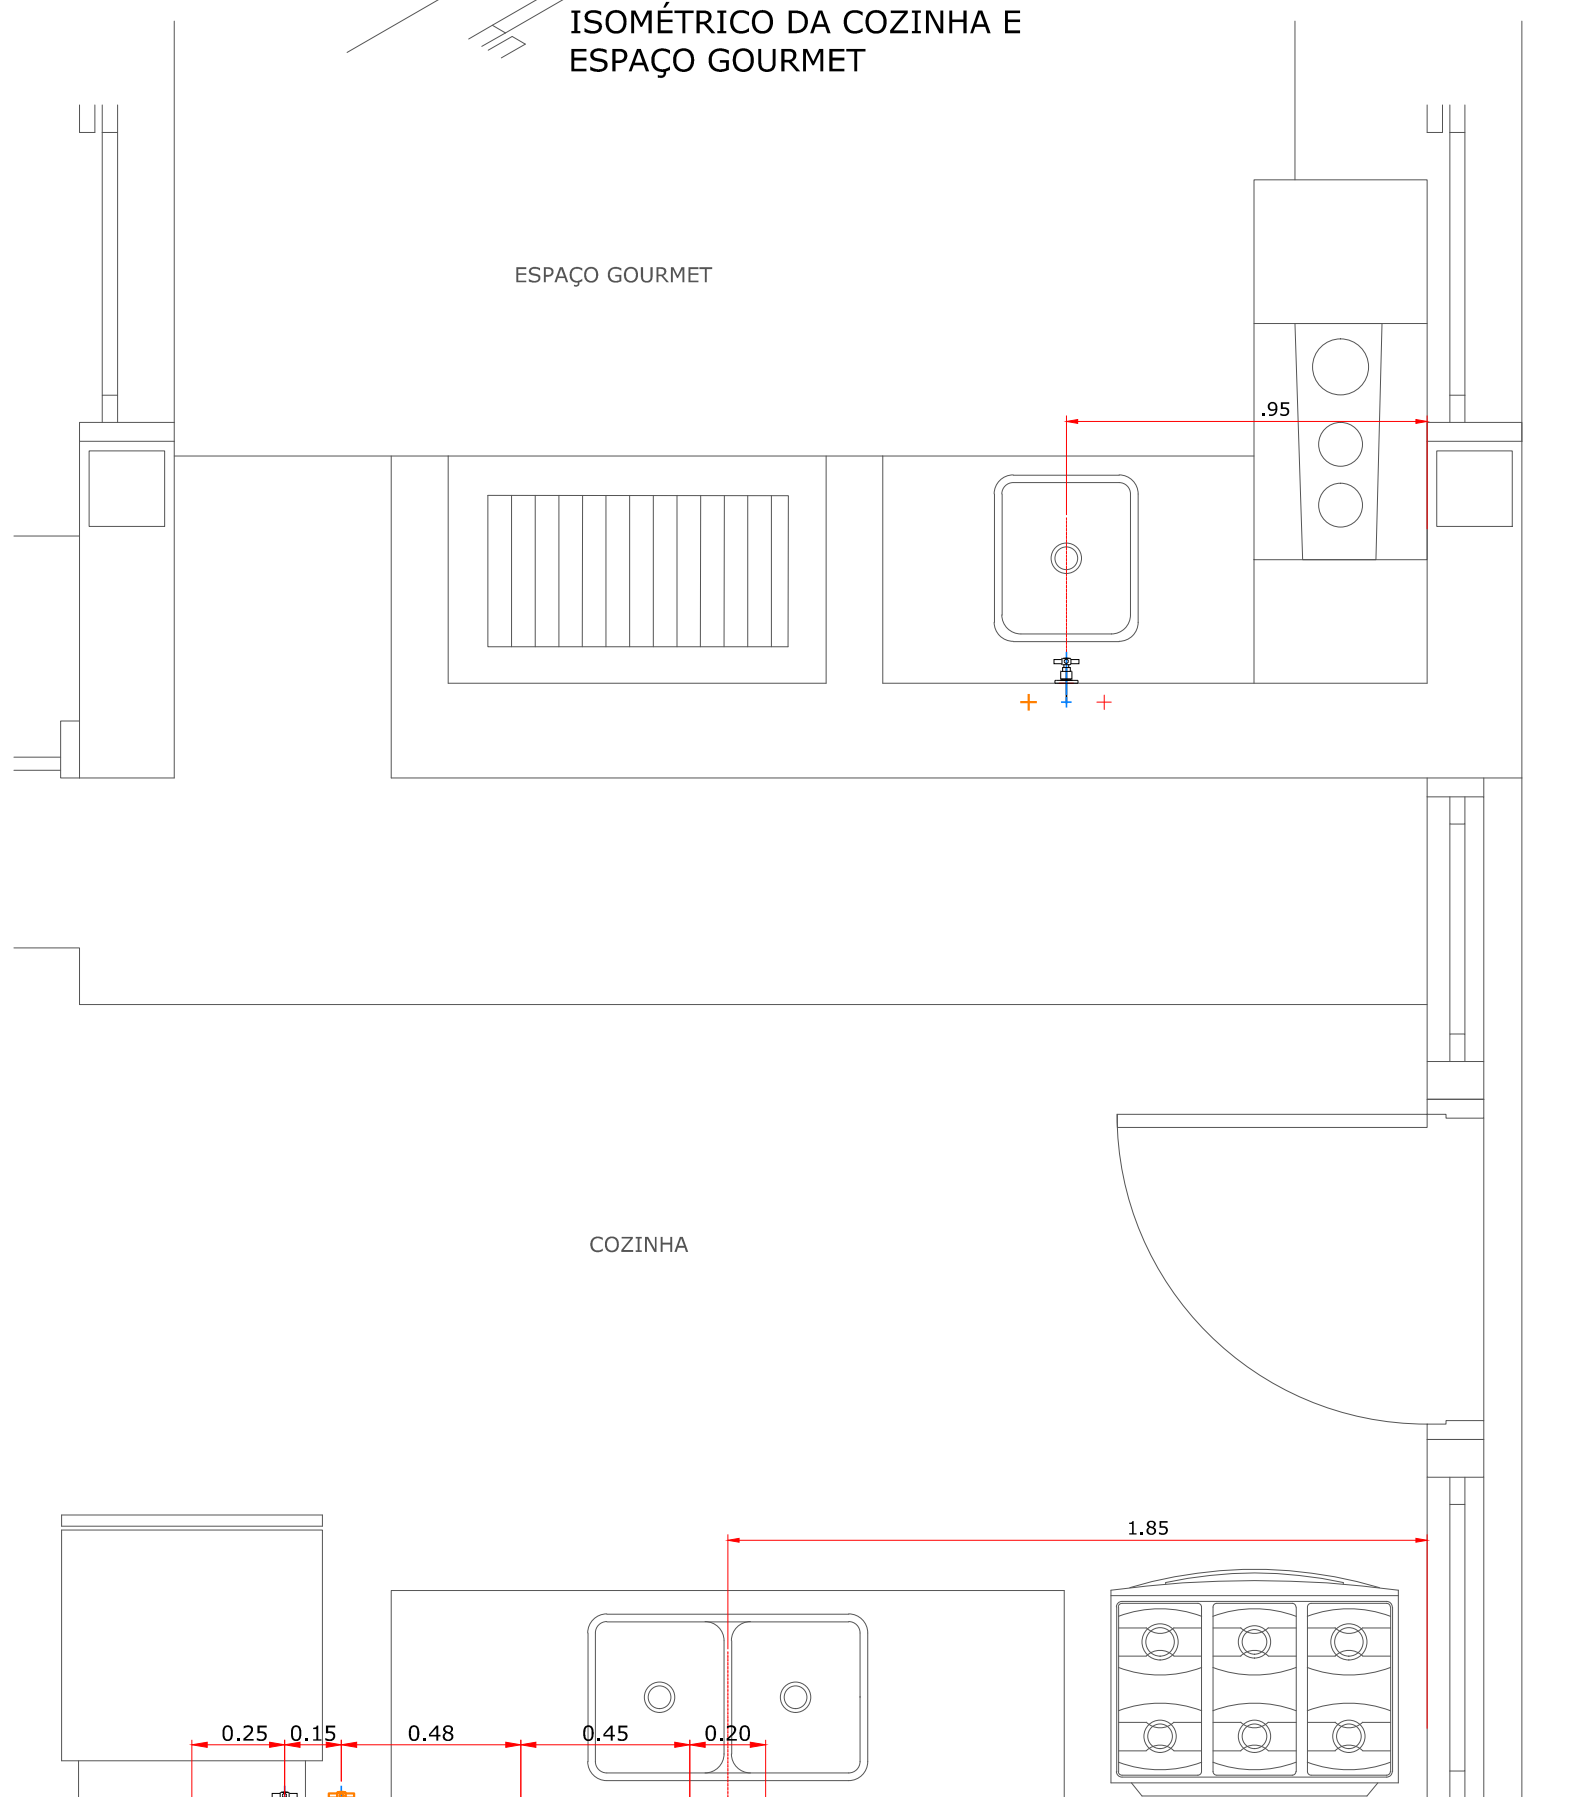 ISOMÉTRICO DA COZINHA E
ESPAÇO GOURMET
ESPAÇO GOURMET
.95
COZINHA
1.85
0.25 0.15 0.48 0.45 0.20